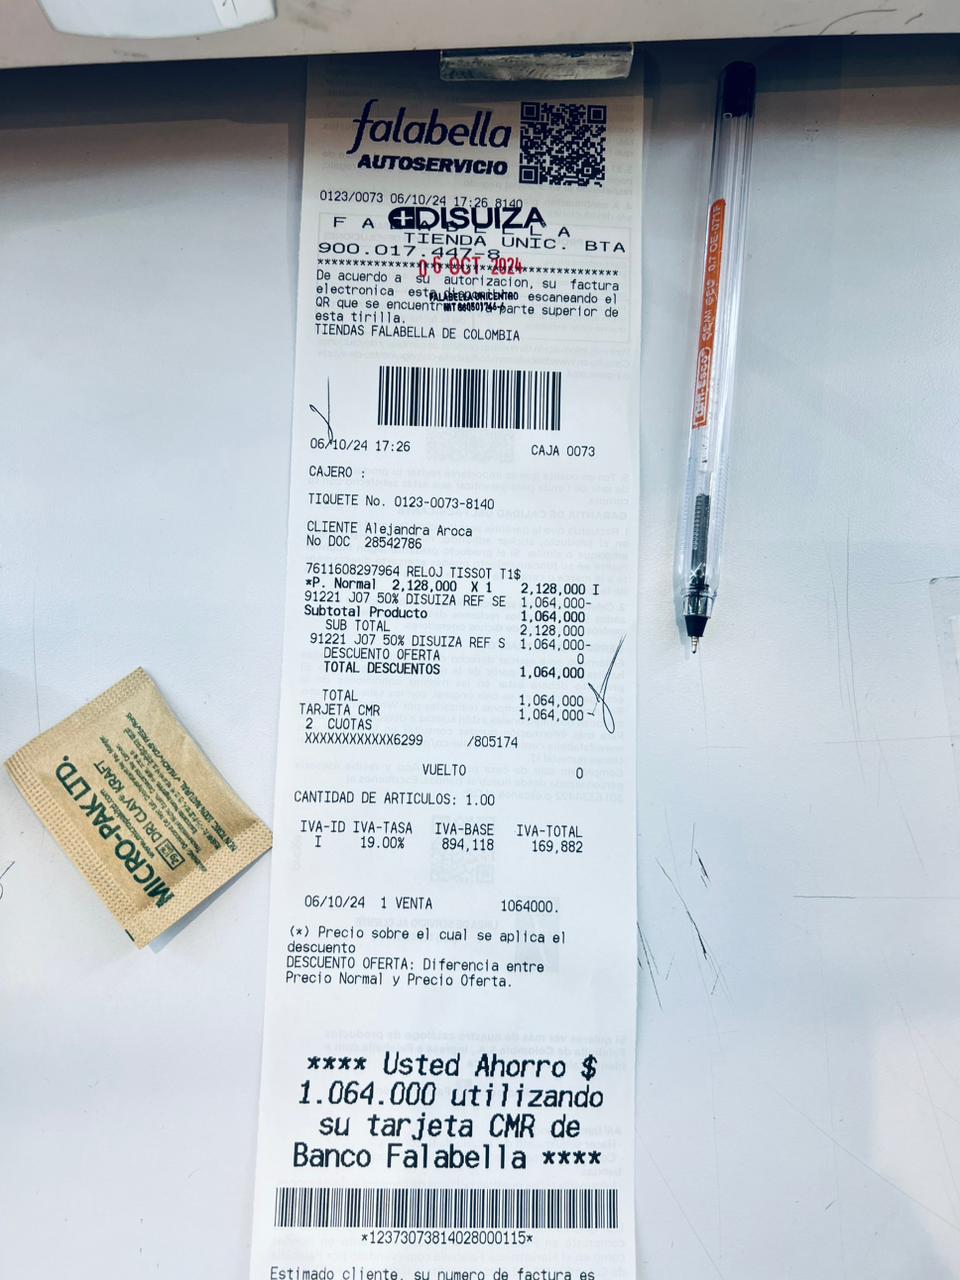 falabella
AUTOSERVICIO
0123/0073 06/10/24 17:26 8140
DISUIZA
F A L A B E L L A
TIENDA UNIC. BTA
900.017.447-8
06 OCT 2024
De acuerdo a su autorizacion, su factura
electronica esta disponible escaneando el
FALABELLA UNICENTRO
QR que se encuentra parte superior de
esta tirilla.
TIENDAS FALABELLA DE COLOMBIA
06/10/24 17:26 CAJA 0073
CAJERO :
TIQUETE No. 0123-0073-8140
CLIENTE Alejandra Aroca
No DOC 28542786
7611608297964 RELOJ TISSOT T1$
*P. Normal 2,128,000 X 1 2,128,000 I
91221 J07 50% DISUIZA REF SE 1,064,000-
Subtotal Producto 1,064,000
SUB TOTAL 2,128,000
91221 J07 50% DISUIZA REF S 1,064,000-
DESCUENTO OFERTA 0
TOTAL DESCUENTOS 1,064,000
TOTAL 1,064,000
TARJETA CMR 1,064,000-
2 CUOTAS
XXXXXXXXXXXX6299 /805174
VUELTO 0
CANTIDAD DE ARTICULOS: 1.00
IVA-ID IVA-TASA IVA-BASE IVA-TOTAL
I 19.00% 894,118 169,882
06/10/24 1 VENTA 1064000.
(*) Precio sobre el cual se aplica el
descuento
DESCUENTO OFERTA: Diferencia entre
Precio Normal y Precio Oferta.
**** Usted Ahorro $
1.064.000 utilizando
su tarjeta CMR de
Banco Falabella ****
*12373073814028000115*
Estimado cliente, su numero de factura es
MICRO-PAK LTD.
DRI CLAY KRAFT
SEMI GEL 0.7